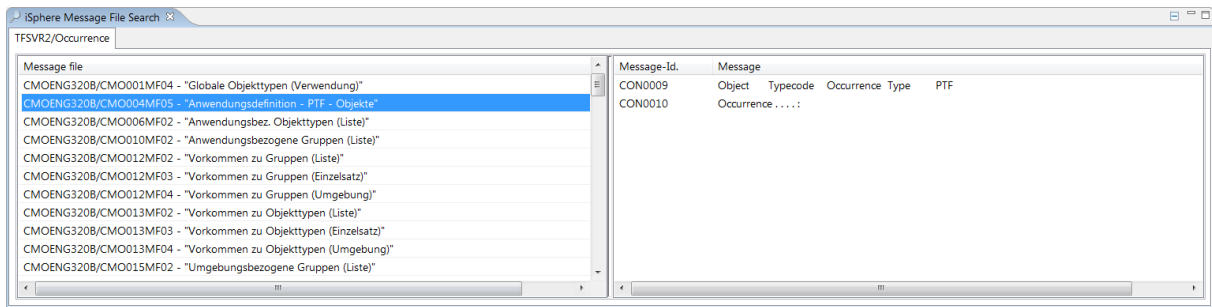 iSphere Message File Search
TFSVR2/Occurrence
Message file
CMOENG320B/CMO001MF04 - "Globale Objekttypen (Verwendung)"
CMOENG320B/CMO004MF05 - "Anwendungsdefinition - PTF - Objekte"
CMOENG320B/CMO006MF02 - "Anwendungsbez. Objekttypen (Liste)"
CMOENG320B/CMO010MF02 - "Anwendungsbezogene Gruppen (Liste)"
CMOENG320B/CMO012MF02 - "Vorkommen zu Gruppen (Liste)"
CMOENG320B/CMO012MF03 - "Vorkommen zu Gruppen (Einzelsatz)"
CMOENG320B/CMO012MF04 - "Vorkommen zu Gruppen (Umgebung)"
CMOENG320B/CMO013MF02 - "Vorkommen zu Objekttypen (Liste)"
CMOENG320B/CMO013MF03 - "Vorkommen zu Objekttypen (Einzelsatz)"
CMOENG320B/CMO013MF04 - "Vorkommen zu Objekttypen (Umgebung)"
CMOENG320B/CMO015MF02 - "Umgebungsbezogene Gruppen (Liste)"
Message-Id. Message
CON0009 Object Typecode Occurrence Type PTF
CON0010 Occurrence . . . . :